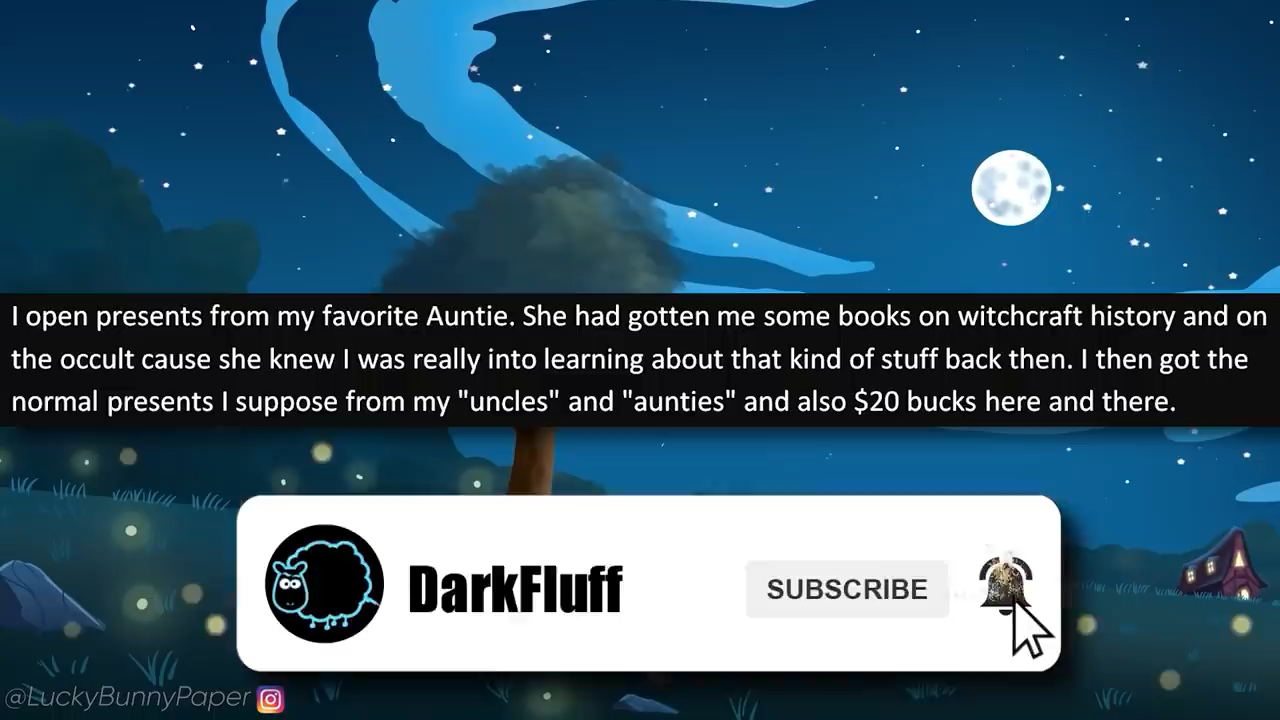 I open presents from my favorite Auntie. She had gotten me some books on witchcraft history and on
the occult cause she knew I was really into learning about that kind of stuff back then. I then got the
normal presents I suppose from my "uncles" and "aunties" and also $20 bucks here and there.
DarkFluff
SUBSCRIBE
@LuckyBunnyPaper